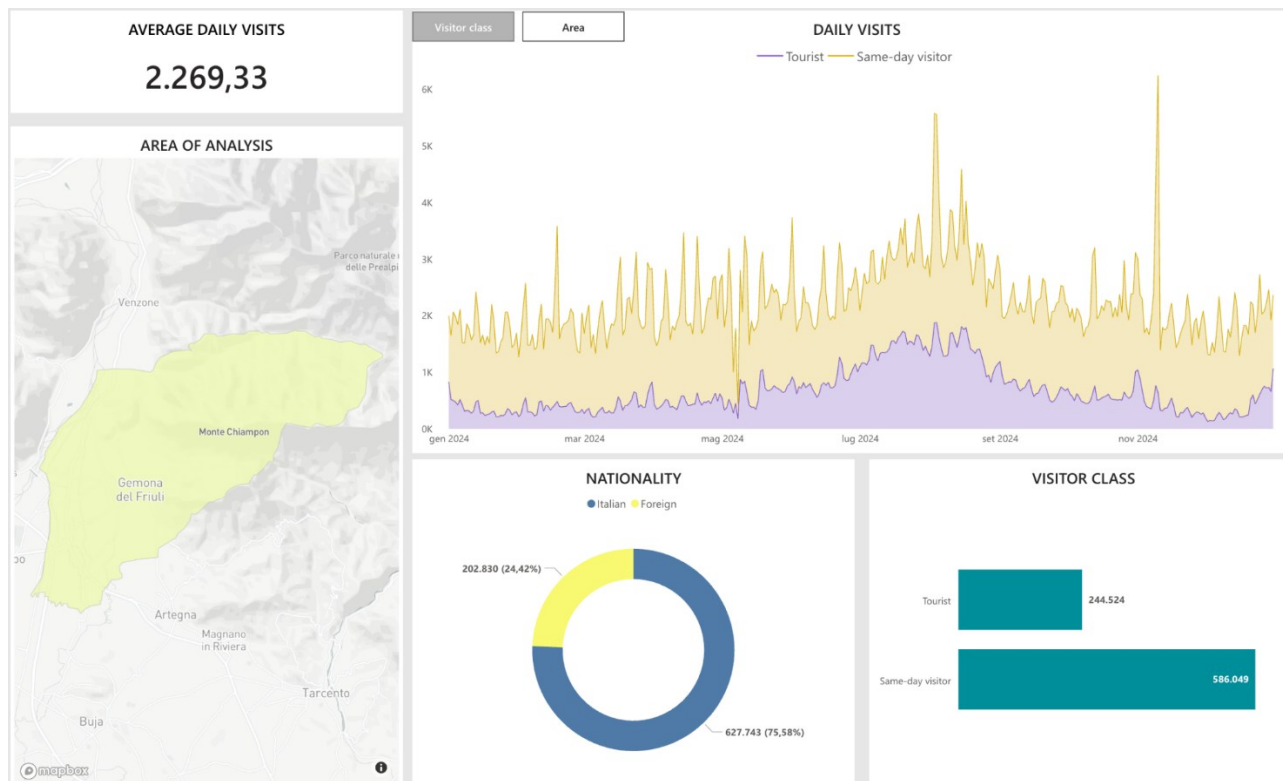 AVERAGE DAILY VISITS
2.269,33
AREA OF ANALYSIS
Parco naturale
delle Prealpi
Venzone
Monte Chiampon
Gemona
del Friuli
Artegna
Magnano
in Riviera
Tarcento
Buja
mapbox
Visitor class
Area
DAILY VISITS
Tourist
Same-day visitor
6K
5K
4K
3K
2K
1K
0K
gen 2024
mar 2024
mag 2024
lug 2024
set 2024
nov 2024
NATIONALITY
Italian
Foreign
202.830 (24,42%)
627.743 (75,58%)
VISITOR CLASS
Tourist
244.524
Same-day visitor
586.049